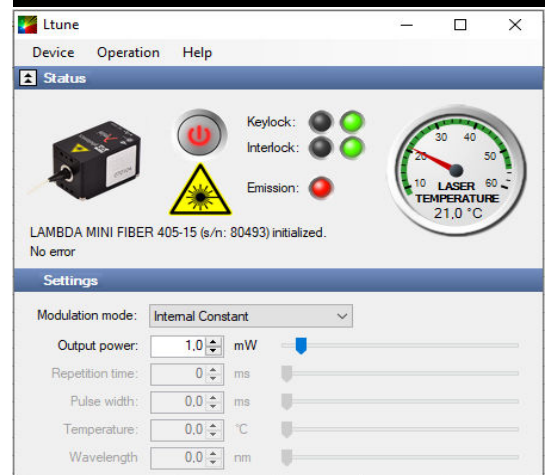 Ltune
Device Operation Help
Status
Keylock:
Interlock:
Emission:
10 20 30 40 50 60
LASER
TEMPERATURE
21,0 °C
LAMBDA MINI FIBER 405-15 (s/n: 80493) initialized.
No error
Settings
Modulation mode: Internal Constant
Output power: 1,0 mW
Repetition time: 0 ms
Pulse width: 0,0 ms
Temperature: 0,0 °C
Wavelength 0,0 nm